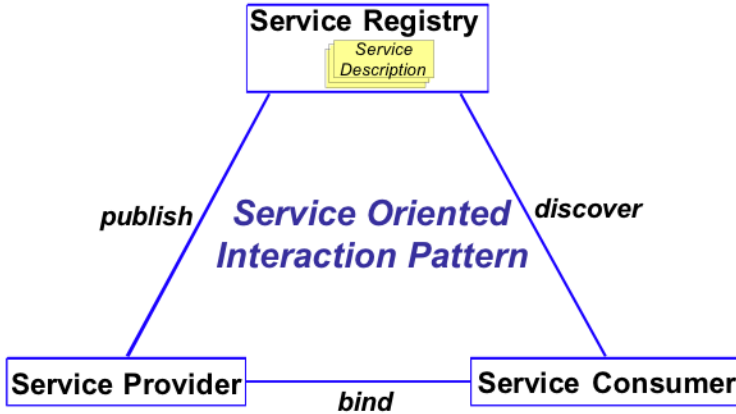 Service Registry
Service
Description
publish
discover
Service Oriented
Interaction Pattern
Service Provider
Service Consumer
bind